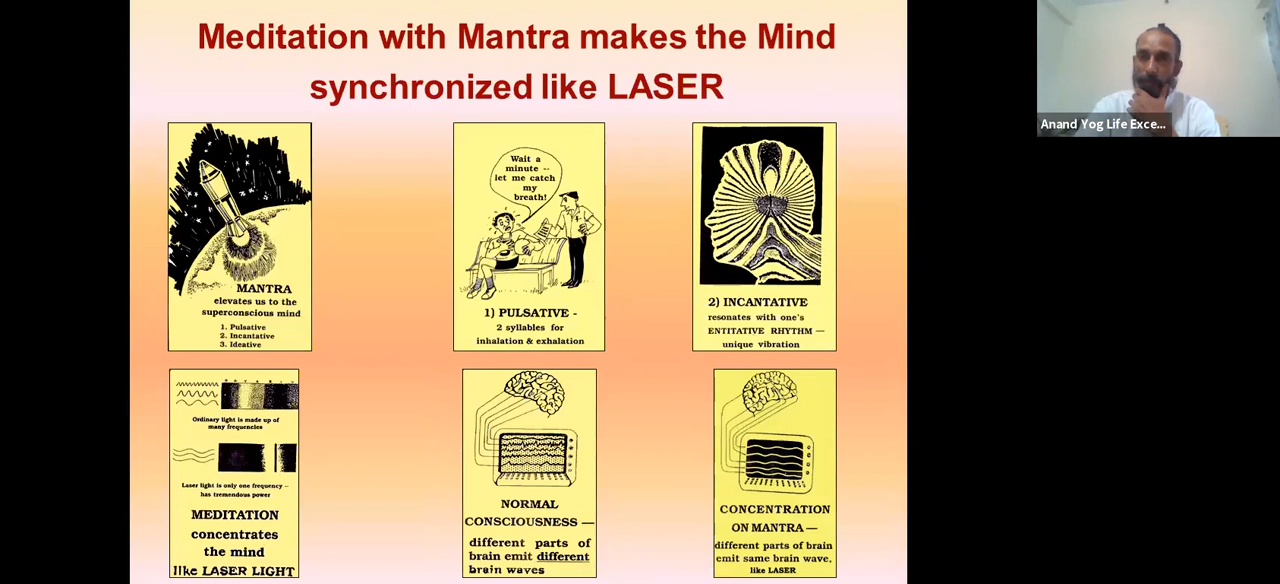 Meditation with Mantra makes the Mind
synchronized like LASER
Anand Yog Life Exce...
MANTRA
elevates us to the
superconscious mind
1. Pulsative
2. Incantative
3. Ideative
Wait a
minute --
let me catch
my
breath!
1) PULSATIVE -
2 syllables for
inhalation & exhalation
2) INCANTATIVE
resonates with one's
ENTITATIVE RHYTHM —
unique vibration
Ordinary light is made up of
many frequencies
Laser light is only one frequency --
has tremendous power
MEDITATION
concentrates
the mind
like LASER LIGHT
NORMAL
CONSCIOUSNESS —
different parts of
brain emit different
brain waves
CONCENTRATION
ON MANTRA —
different parts of brain
emit same brain wave,
like LASER